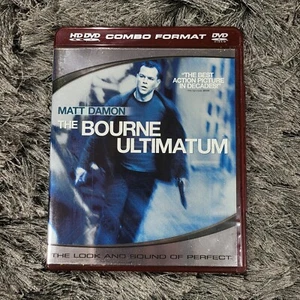 HD DVD COMBO FORMAT DVD
"THE BEST
ACTION PICTURE
IN DECADES!"
MATT DAMON
THE BOURNE
ULTIMATUM
THE LOOK AND SOUND OF PERFECT.